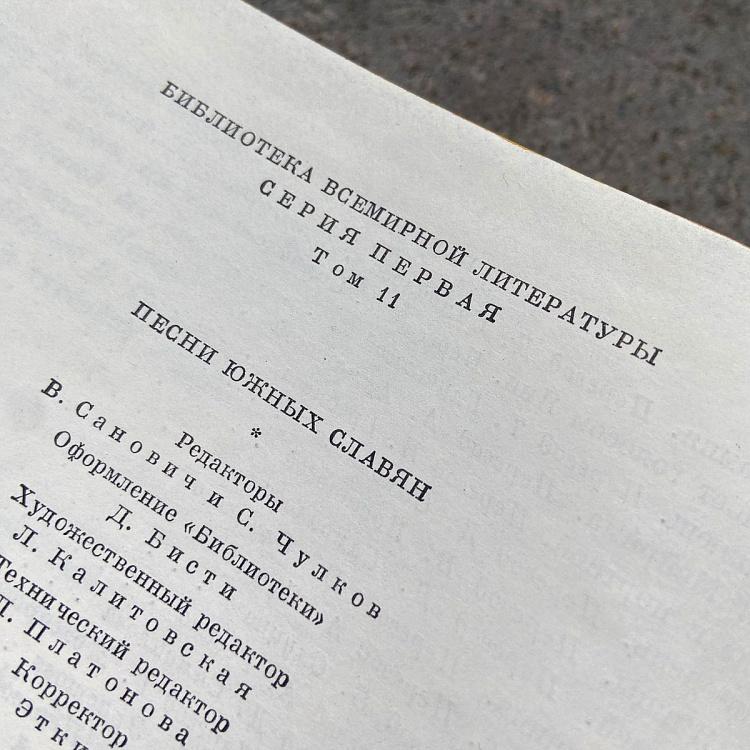 БИБЛИОТЕКА ВСЕМИРНОЙ ЛИТЕРАТУРЫ
СЕРИЯ ПЕРВАЯ
Том 11
ПЕСНИ ЮЖНЫХ СЛАВЯН
*
Редакторы
В. Санович и С. Чулков
Оформление «Библиотеки»
Д. Бисти
Художественный редактор
Л. Калитовская
Технический редактор
Платонова
Корректор